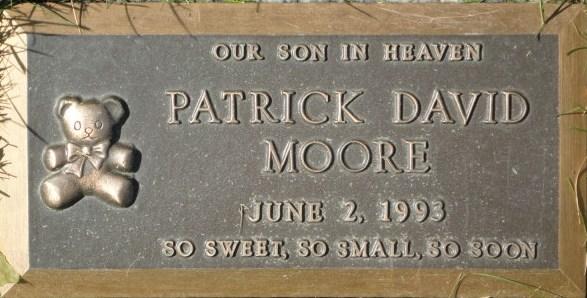 OUR SON IN HEAVEN
PATRICK DAVID
MOORE
JUNE 2, 1993
SO SWEET, SO SMALL, SO SOON